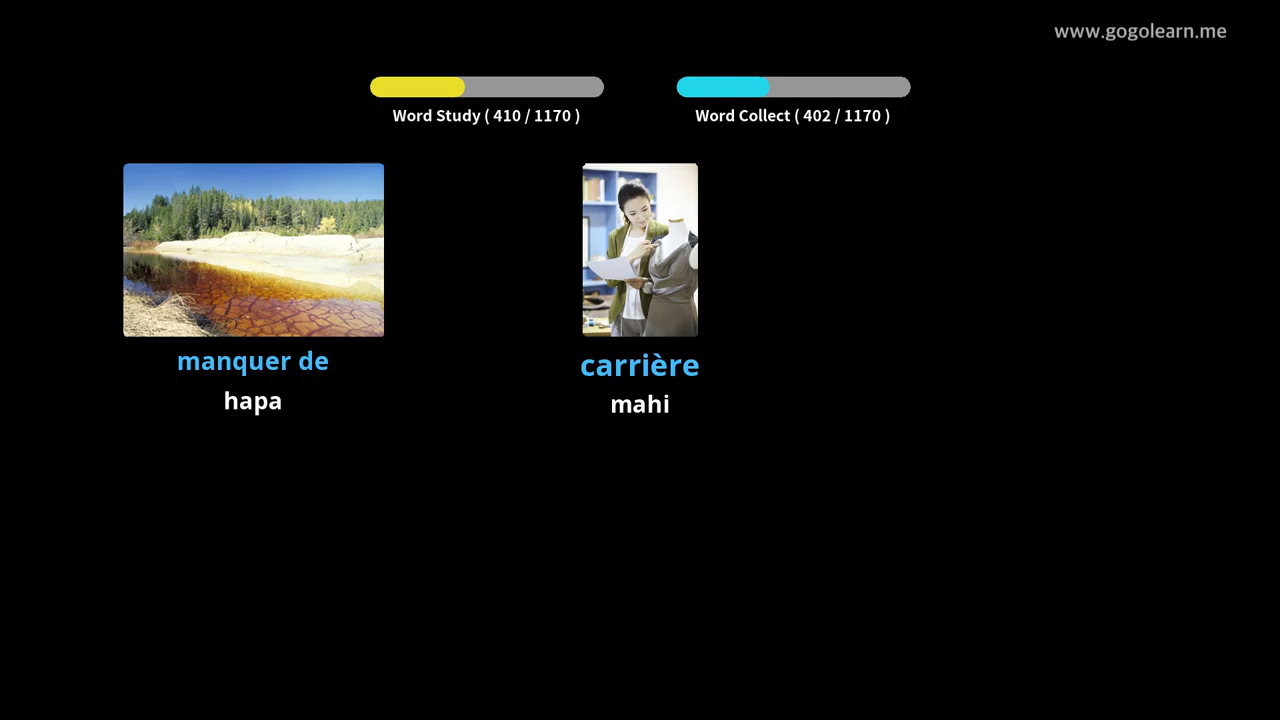 www.gogolearn.me
Word Study ( 410 / 1170 )
Word Collect ( 402 / 1170 )
manquer de
hapa
carrière
mahi